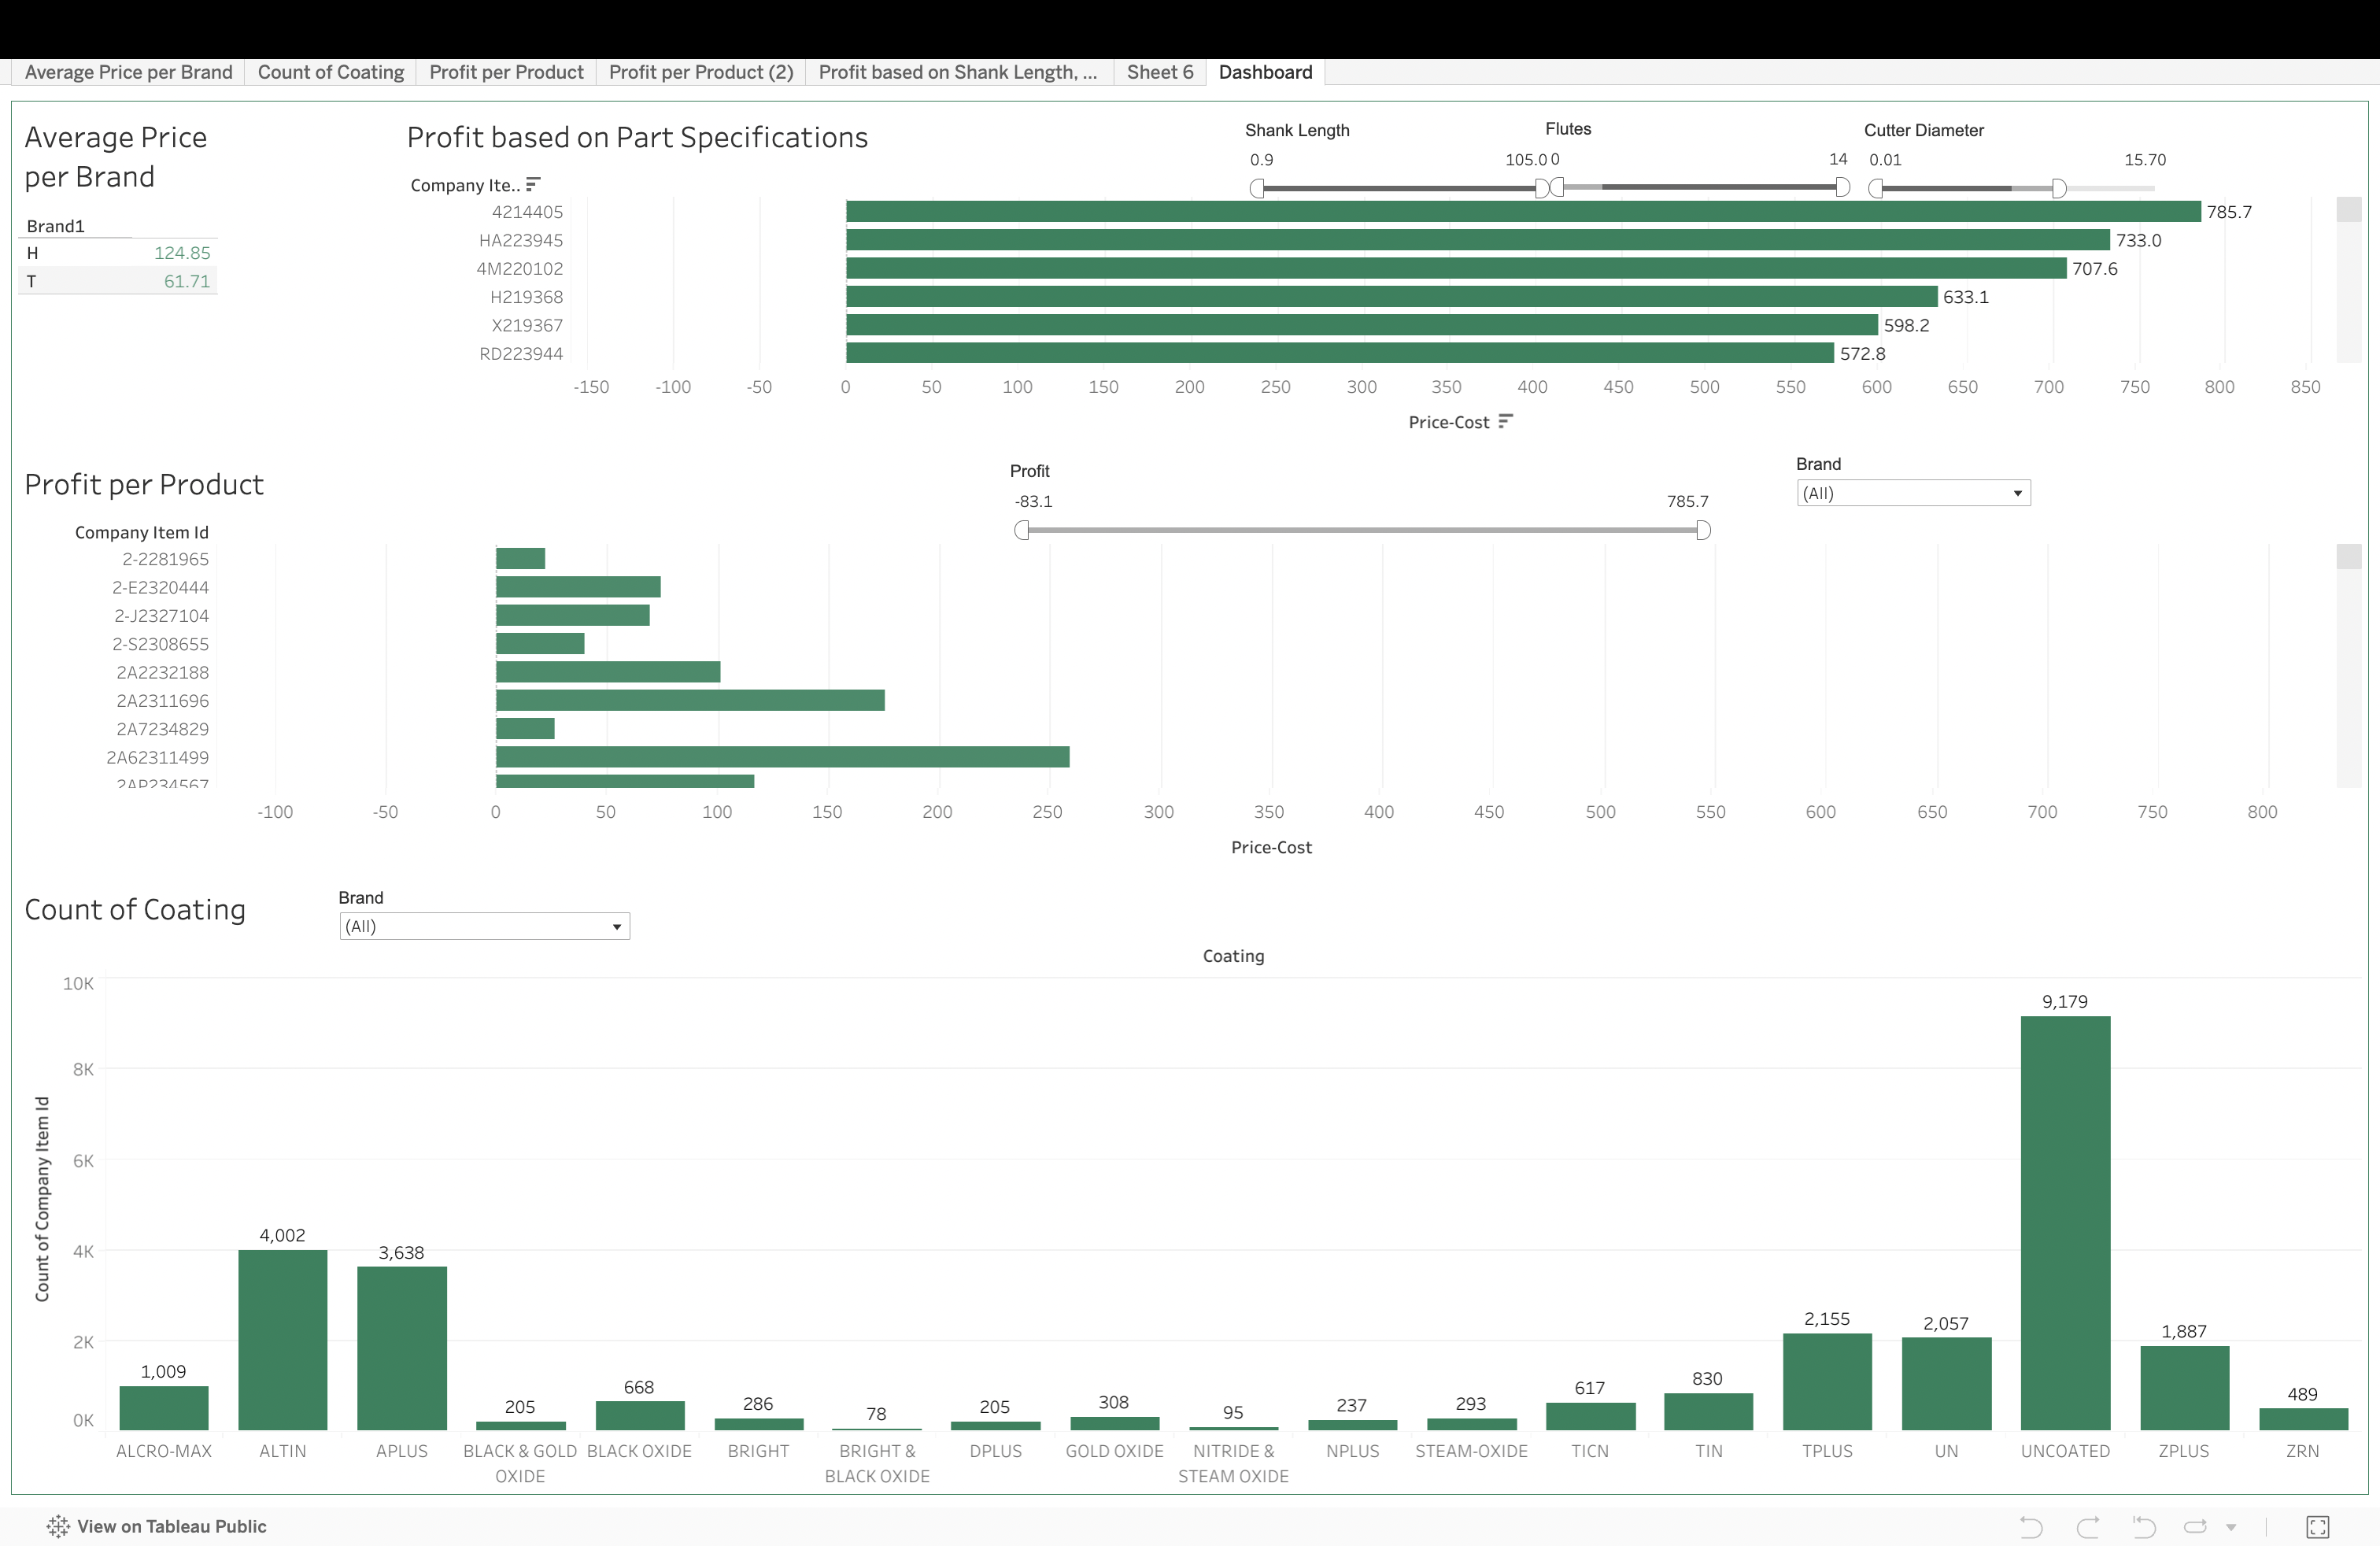 Average Price per Brand
Count of Coating
Profit per Product
Profit per Product (2)
Profit based on Shank Length, ...
Sheet 6
Dashboard
Average Price
per Brand
Brand1
H 124.85
T 61.71
Profit based on Part Specifications
Shank Length
0.9 105.0
Flutes
0 14
Cutter Diameter
0.01 15.70
Company Ite..
4214405 785.7
HA223945 733.0
4M220102 707.6
H219368 633.1
X219367 598.2
RD223944 572.8
-150 -100 -50 0 50 100 150 200 250 300 350 400 450 500 550 600 650 700 750 800 850
Price-Cost
Profit per Product
Profit
-83.1 785.7
Brand
(All)
Company Item Id
2-2281965
2-E2320444
2-J2327104
2-S2308655
2A2232188
2A2311696
2A7234829
2A62311499
2AP234567
-100 -50 0 50 100 150 200 250 300 350 400 450 500 550 600 650 700 750 800
Price-Cost
Count of Coating
Brand
(All)
Coating
Count of Company Item Id
10K
8K
6K
4K
2K
0K
1,009
4,002
3,638
205
668
286
78
205
308
95
237
293
617
830
2,155
2,057
9,179
1,887
489
ALCRO-MAX
ALTIN
APLUS
BLACK & GOLD
OXIDE
BLACK OXIDE
BRIGHT
BRIGHT &
BLACK OXIDE
DPLUS
GOLD OXIDE
NITRIDE &
STEAM OXIDE
NPLUS
STEAM-OXIDE
TICN
TIN
TPLUS
UN
UNCOATED
ZPLUS
ZRN
View on Tableau Public